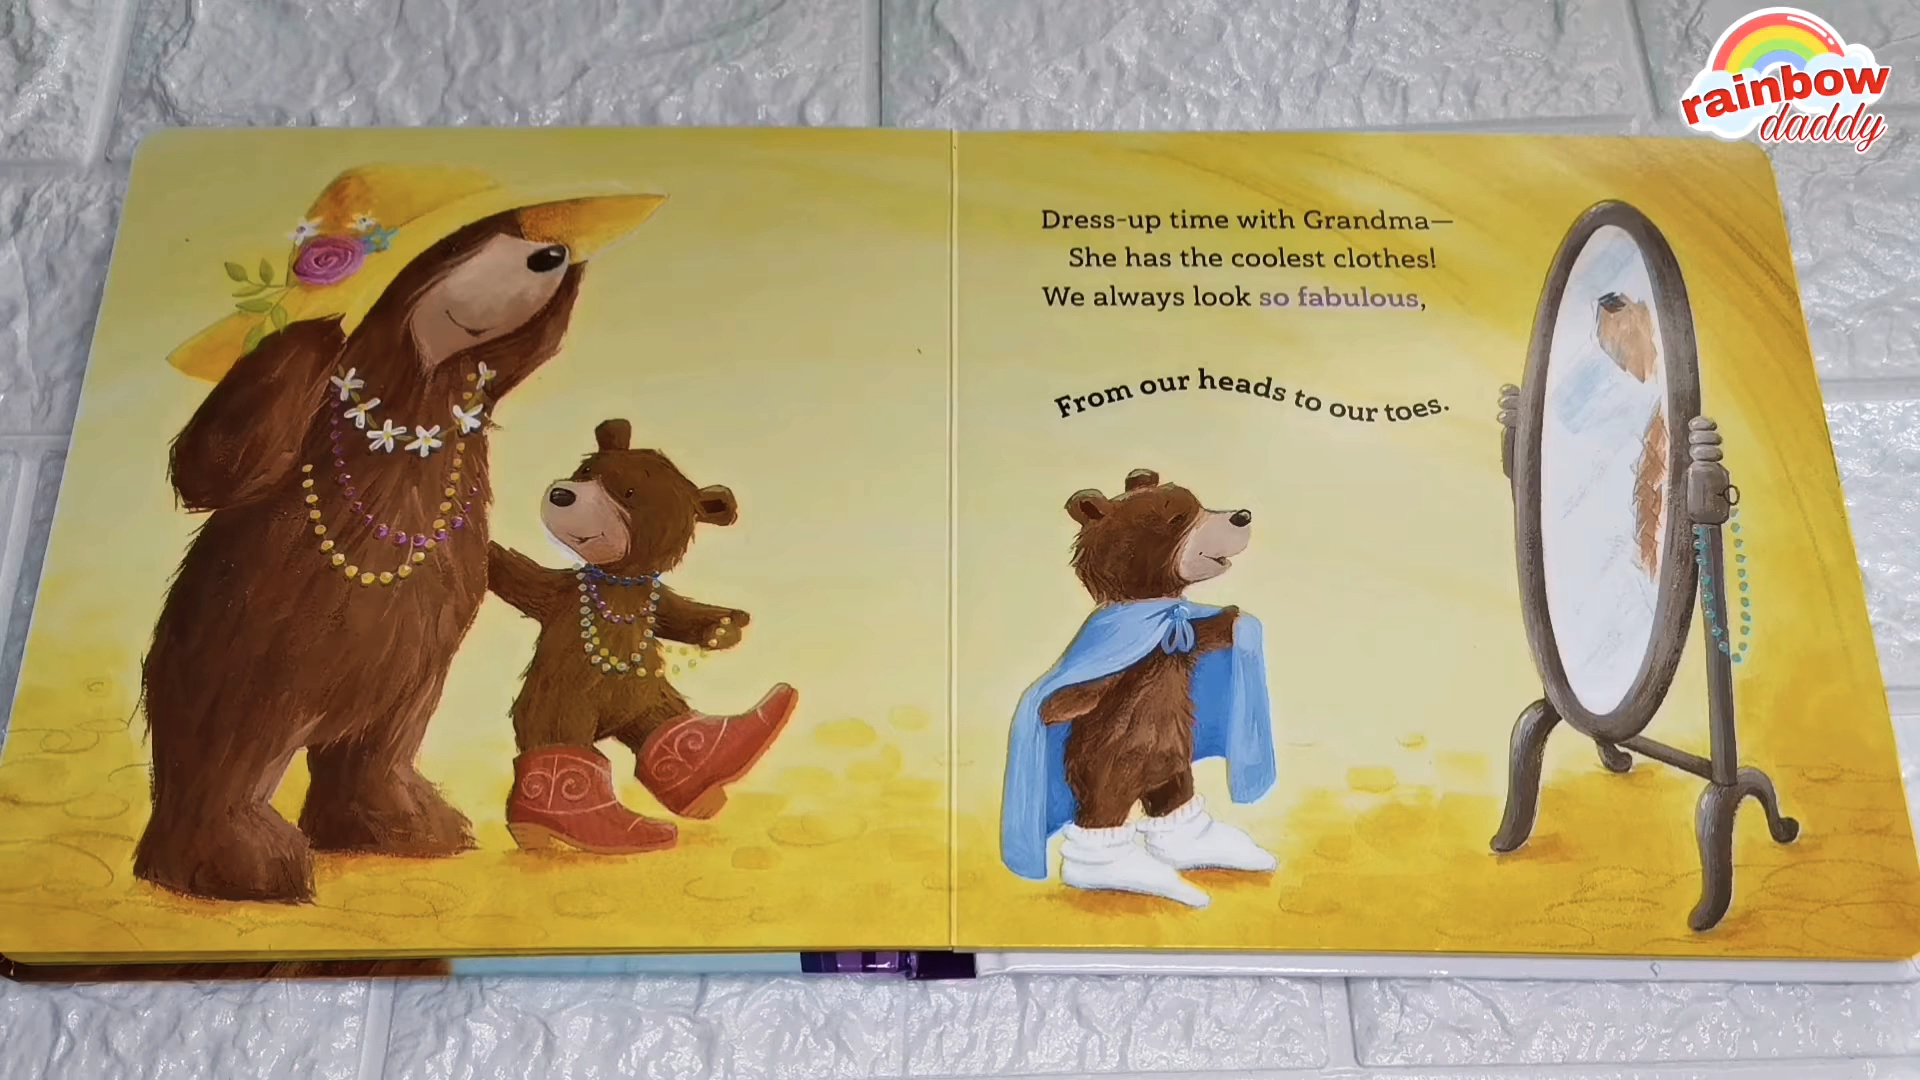 Dress-up time with Grandma—
She has the coolest clothes!
We always look so fabulous,
From our heads to our toes.
rainbow
daddy